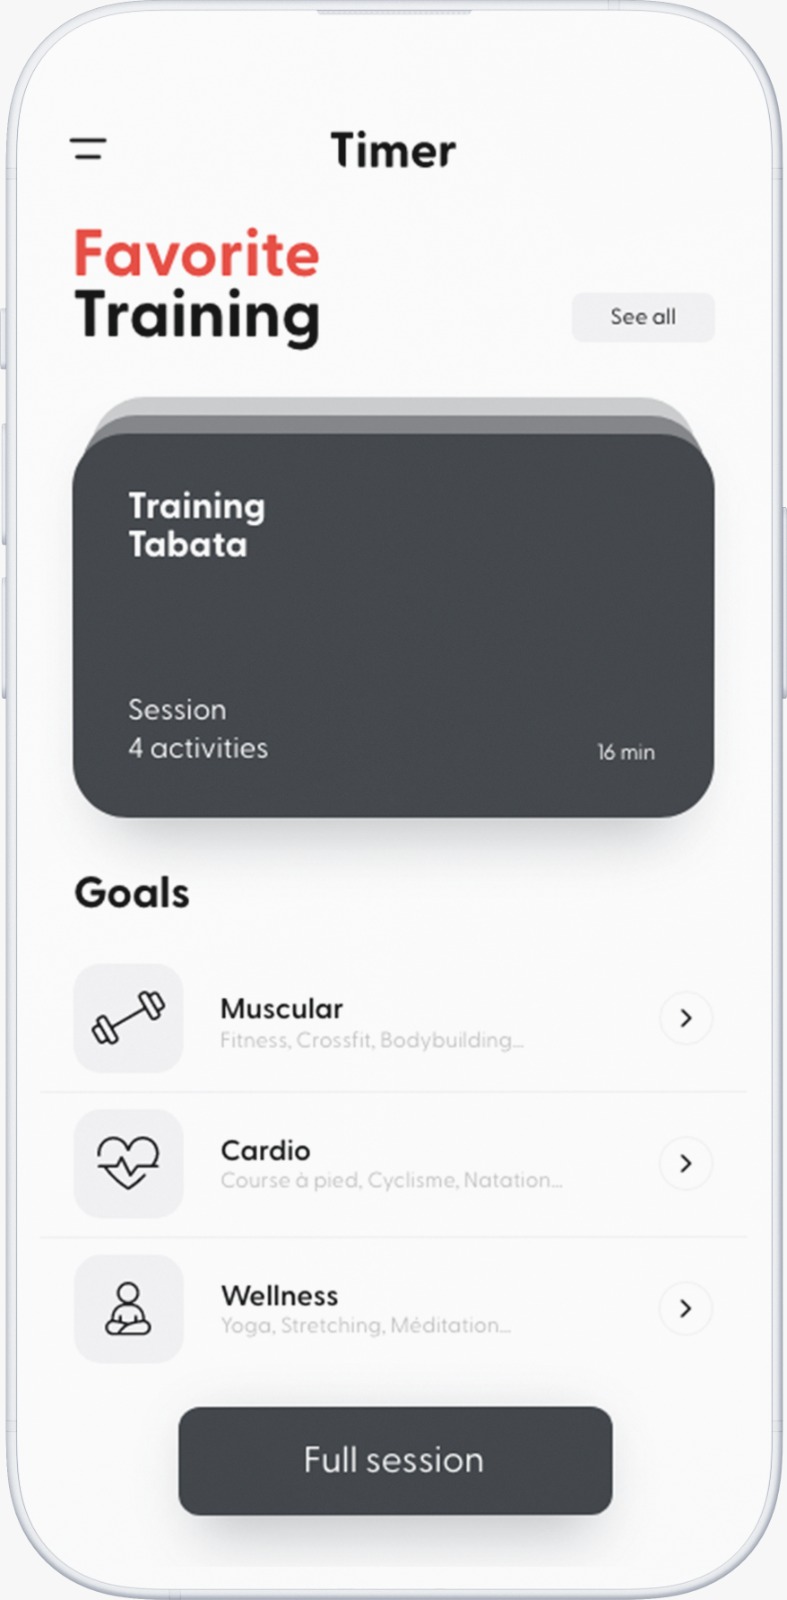 Timer
Favorite
Training
See all
Training
Tabata
Session
4 activities
16 min
Goals
Muscular
Fitness, Crossfit, Bodybuilding...
Cardio
Course à pied, Cyclisme, Natation...
Wellness
Yoga, Stretching, Méditation...
Full session